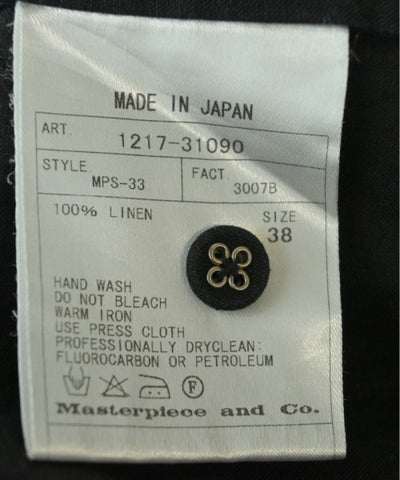 MADE IN JAPAN
ART. 1217-31090
STYLE. MPS-33 FACT. 3007B
100% LINEN SIZE 38
HAND WASH
DO NOT BLEACH
WARM IRON
USE PRESS CLOTH
PROFESSIONALLY DRYCLEAN:
FLUOROCARBON OR PETROLEUM
F
Masterpiece and Co.